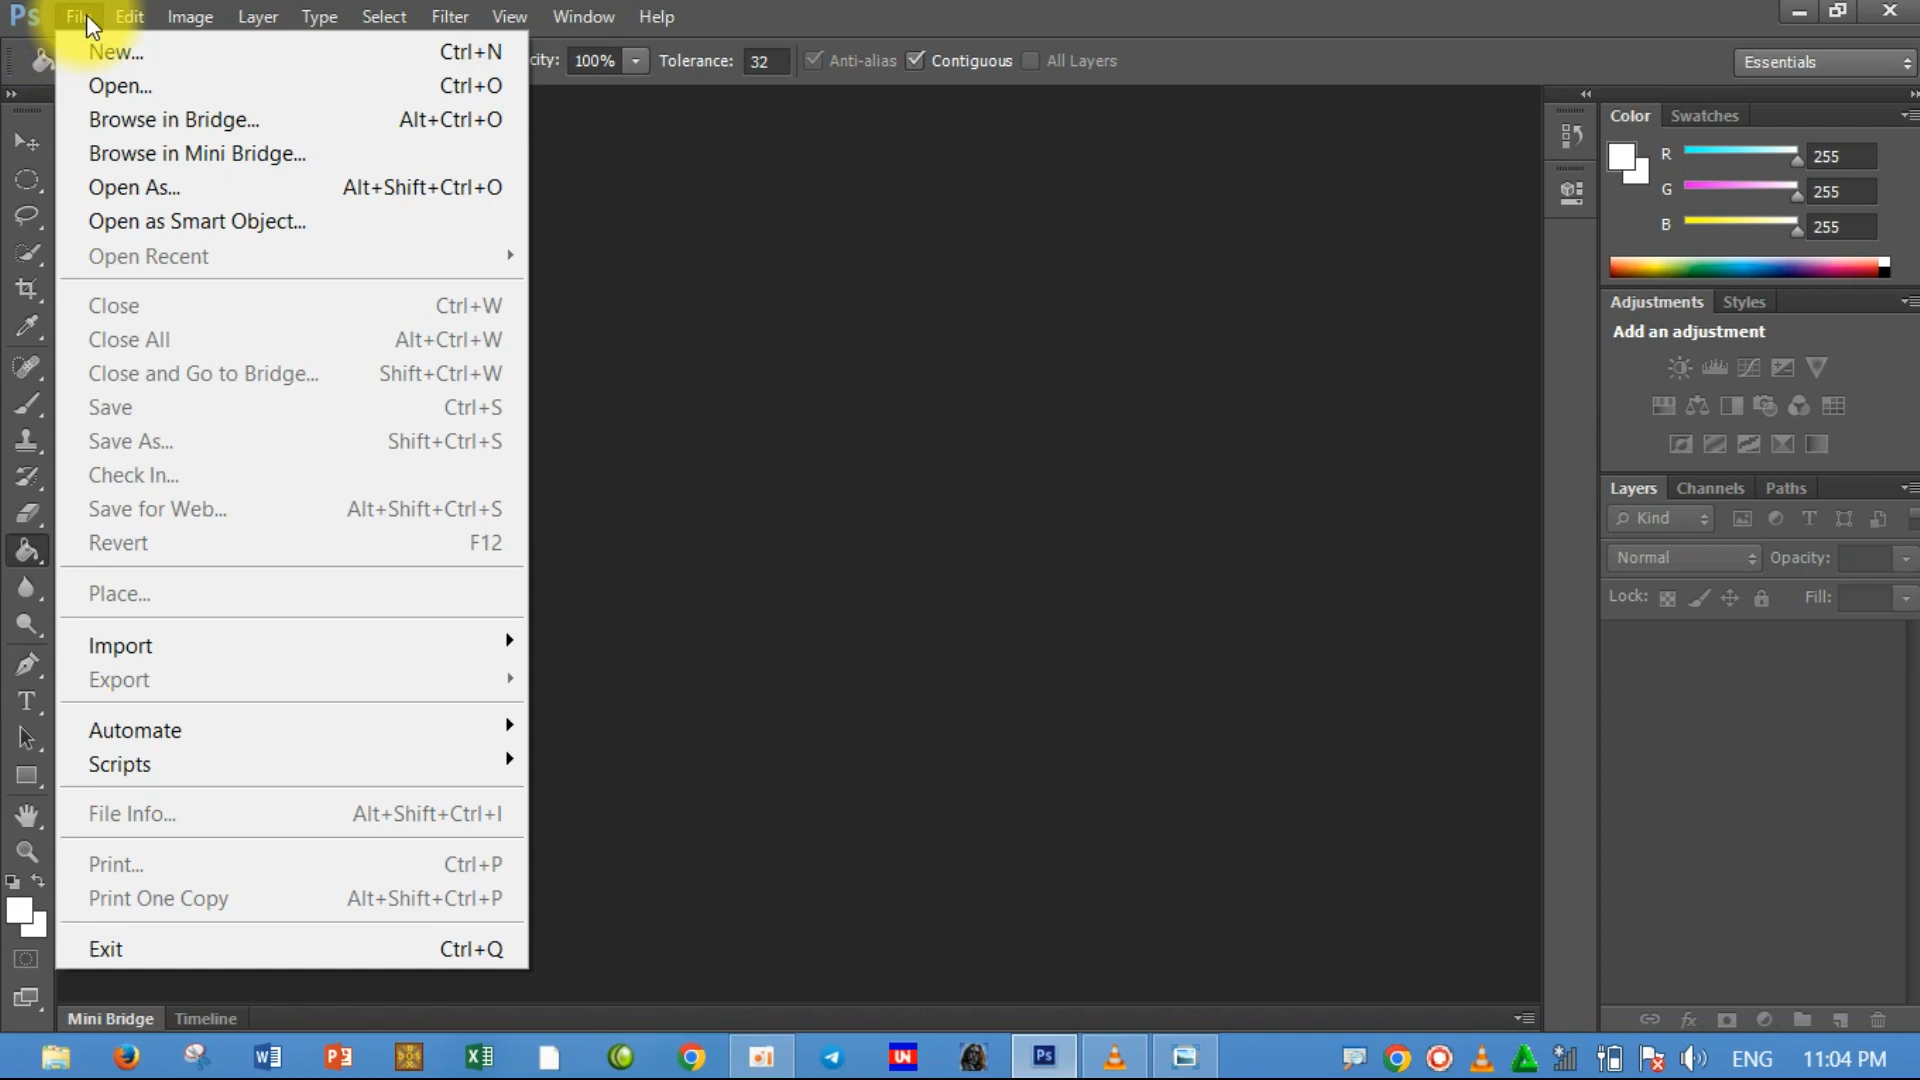 Ps File Edit Image Layer Type Select Filter View Window Help
100% Tolerance: 32 Anti-alias Contiguous All Layers Essentials
New... Ctrl+N
Open... Ctrl+O
Browse in Bridge... Alt+Ctrl+O
Browse in Mini Bridge...
Open As... Alt+Shift+Ctrl+O
Open as Smart Object...
Open Recent
Close Ctrl+W
Close All Alt+Ctrl+W
Close and Go to Bridge... Shift+Ctrl+W
Save Ctrl+S
Save As... Shift+Ctrl+S
Check In...
Save for Web... Alt+Shift+Ctrl+S
Revert F12
Place...
Import
Export
Automate
Scripts
File Info... Alt+Shift+Ctrl+I
Print... Ctrl+P
Print One Copy Alt+Shift+Ctrl+P
Exit Ctrl+Q
Color Swatches
R 255
G 255
B 255
Adjustments Styles
Add an adjustment
Layers Channels Paths
Kind
Normal Opacity:
Lock: Fill:
Mini Bridge Timeline
ENG 11:04 PM